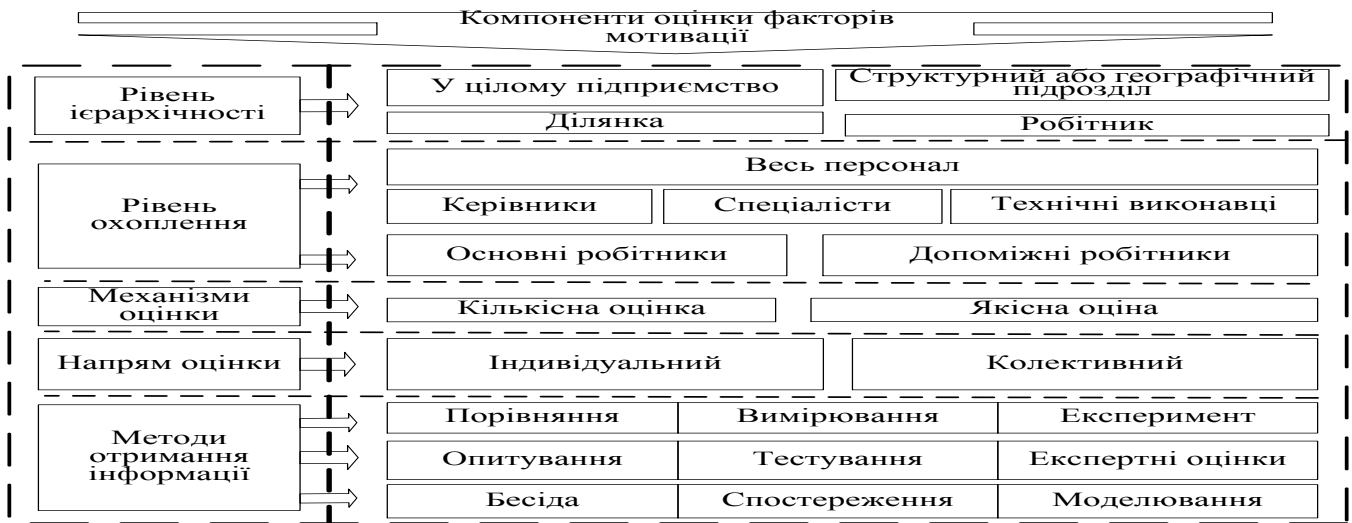 Компоненти оцінки факторів
мотивації
Рівень
ієрархічності
У цілому підприємство
Структурний або географічний
підрозділ
Ділянка
Робітник
Рівень
охоплення
Весь персонал
Керівники
Спеціалісти
Технічні виконавці
Основні робітники
Допоміжні робітники
Механізми
оцінки
Кількісна оцінка
Якісна оціна
Напрям оцінки
Індивідуальний
Колективний
Методи
отримання
інформації
Порівняння
Вимірювання
Експеримент
Опитування
Тестування
Експертні оцінки
Бесіда
Спостереження
Моделювання